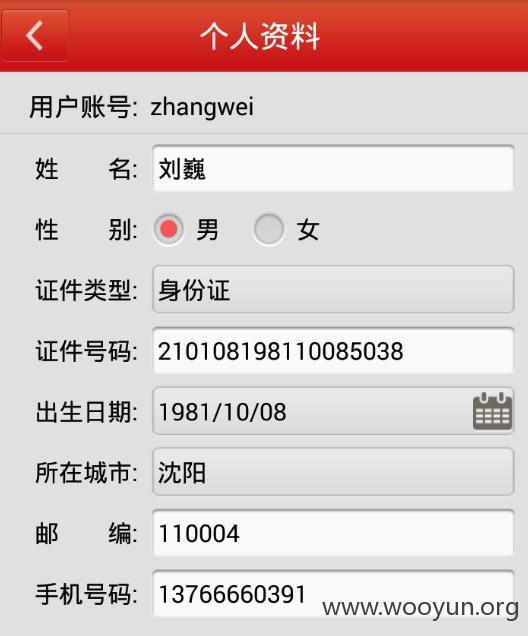 个人资料
用户账号: zhangwei
姓 名: 刘巍
性 别: 男 女
证件类型: 身份证
证件号码: 210108198110085038
出生日期: 1981/10/08
所在城市: 沈阳
邮 编: 110004
手机号码: 13766660391
www.wooyun.org